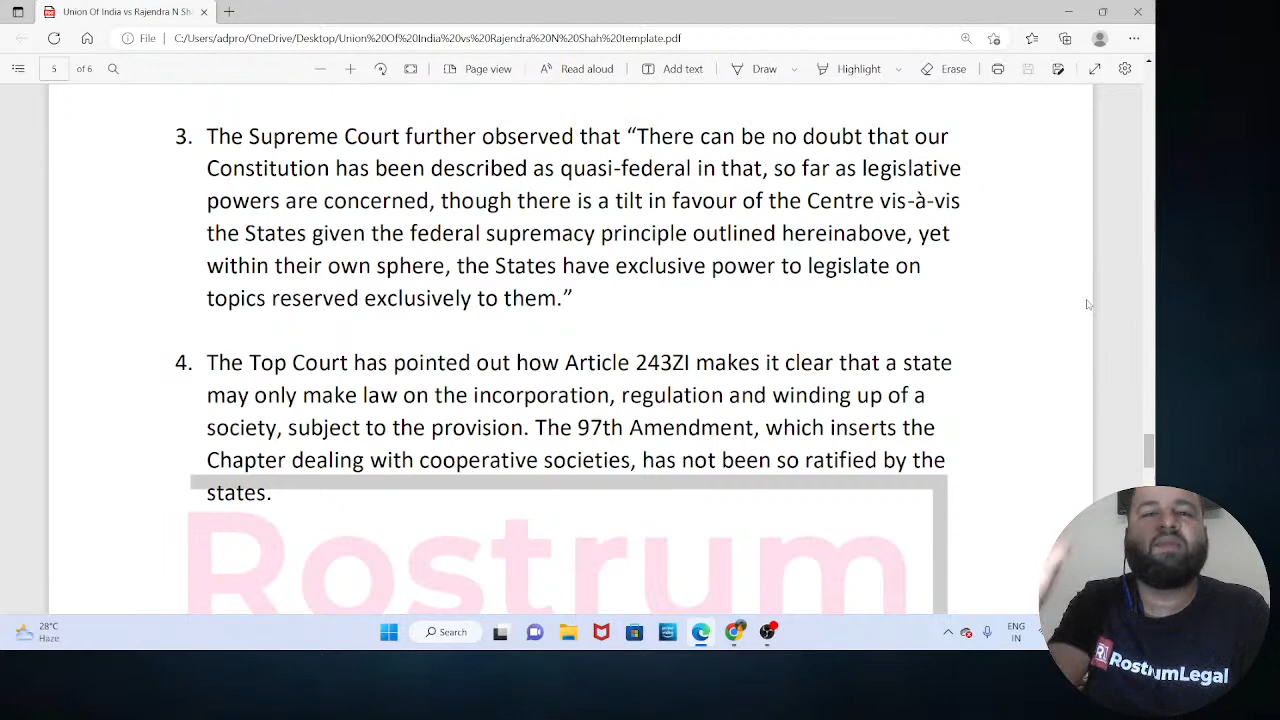 Union Of India vs Rajendra N Sha
File
C:/Users/adpro/OneDrive/Desktop/Union%20Of%20India%20vs%20Rajendra%20N%20Shah%20template.pdf
5 of 6
Page view
Read aloud
Add text
Draw
Highlight
Erase
3. The Supreme Court further observed that “There can be no doubt that our
Constitution has been described as quasi-federal in that, so far as legislative
powers are concerned, though there is a tilt in favour of the Centre vis-à-vis
the States given the federal supremacy principle outlined hereinabove, yet
within their own sphere, the States have exclusive power to legislate on
topics reserved exclusively to them.”
4. The Top Court has pointed out how Article 243ZI makes it clear that a state
may only make law on the incorporation, regulation and winding up of a
society, subject to the provision. The 97th Amendment, which inserts the
Chapter dealing with cooperative societies, has not been so ratified by the
states.
Rostrum
28°C
Haze
Search
ENG
IN
RL RostrumLegal